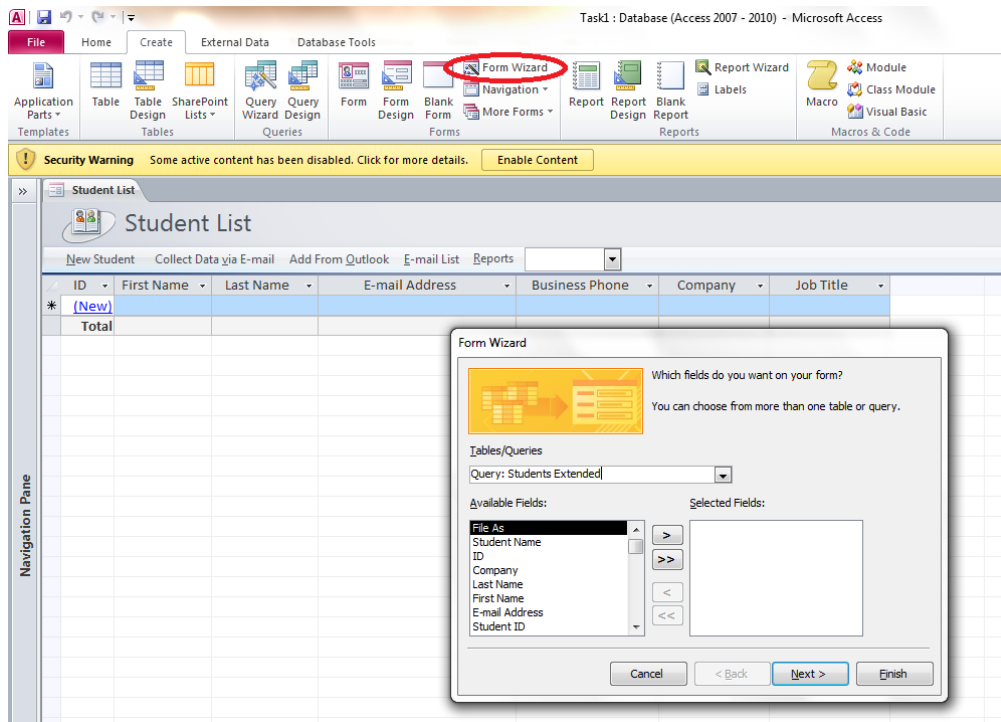 Task1 : Database (Access 2007 - 2010) - Microsoft Access
File Home Create External Data Database Tools
Application Parts
Table
Table Design
SharePoint Lists
Query Wizard
Query Design
Form
Form Design
Blank Form
Form Wizard
Navigation
More Forms
Report
Report Design
Blank Report
Report Wizard
Labels
Macro
Module
Class Module
Visual Basic
Templates Tables Queries Forms Reports Macros & Code
Security Warning Some active content has been disabled. Click for more details. Enable Content
» Student List
Student List
New Student Collect Data via E-mail Add From Outlook E-mail List Reports
ID First Name Last Name E-mail Address Business Phone Company Job Title
* (New)
Total
Navigation Pane
Form Wizard
Which fields do you want on your form?
You can choose from more than one table or query.
Tables/Queries
Query: Students Extended
Available Fields: Selected Fields:
File As
Student Name
ID
Company
Last Name
First Name
E-mail Address
Student ID
>
>>
<
<<
Cancel < Back Next > Finish